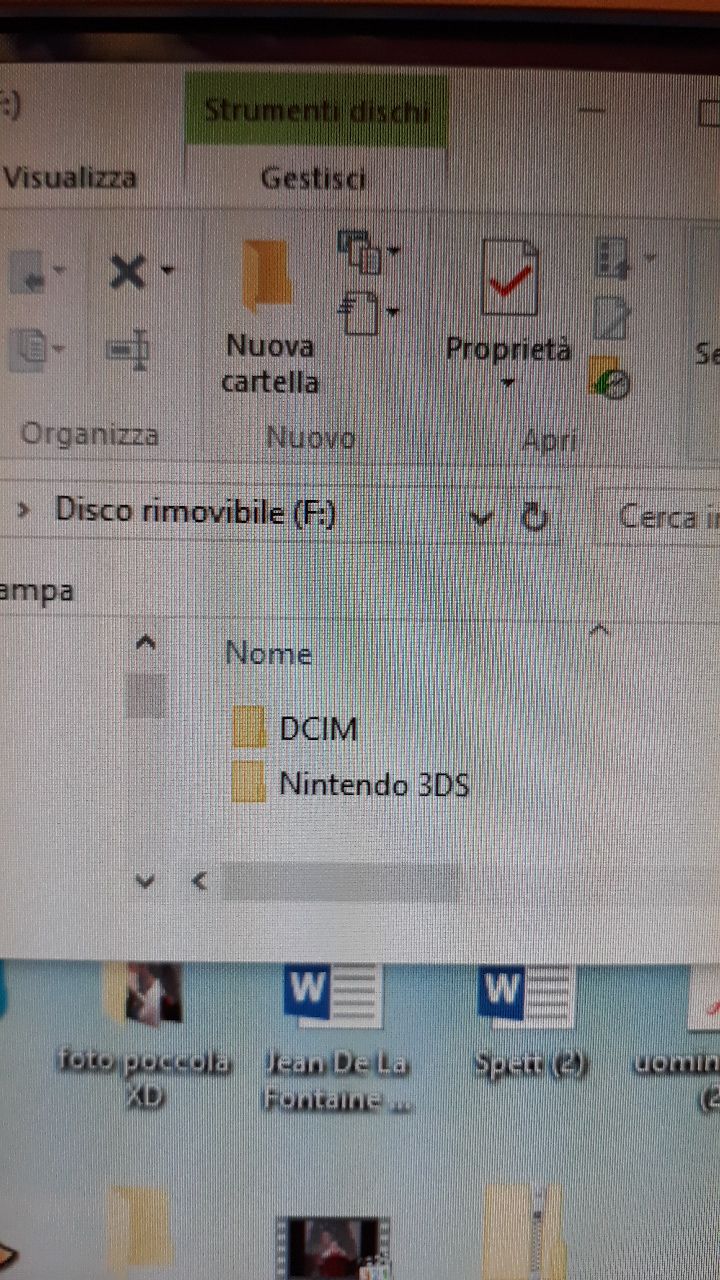 :)
Strumenti dischi
Visualizza
Gestisci
Nuova
cartella
Proprietà
Se
Organizza
Nuovo
Apri
Disco rimovibile (F:)
Cerca in
ampa
Nome
DCIM
Nintendo 3DS
W
W
foto poccola
XD
Jean De La
Fontaine ...
Spett (2)
uomin
(2